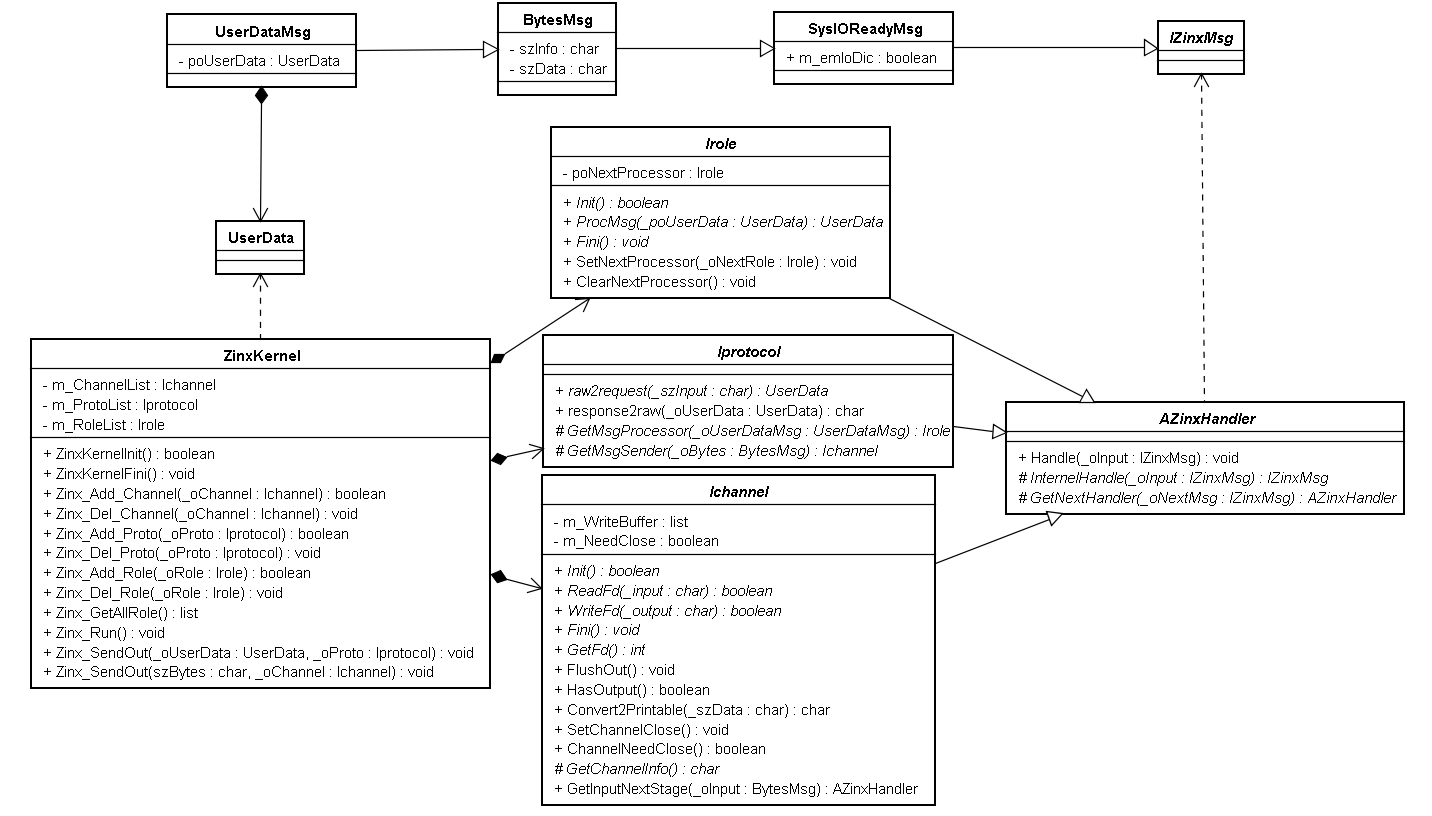 UserDataMsg
- poUserData : UserData
BytesMsg
- szInfo : char
- szData : char
SysIOReadyMsg
+ m_emIoDic : boolean
IZinxMsg
Irole
- poNextProcessor : Irole
+ Init() : boolean
+ ProcMsg(_poUserData : UserData) : UserData
+ Fini() : void
+ SetNextProcessor(_oNextRole : Irole) : void
+ ClearNextProcessor() : void
UserData
ZinxKernel
- m_ChannelList : Ichannel
- m_ProtoList : Iprotocol
- m_RoleList : Irole
+ ZinxKernelInit() : boolean
+ ZinxKernelFini() : void
+ Zinx_Add_Channel(_oChannel : Ichannel) : boolean
+ Zinx_Del_Channel(_oChannel : Ichannel) : void
+ Zinx_Add_Proto(_oProto : Iprotocol) : boolean
+ Zinx_Del_Proto(_oProto : Iprotocol) : void
+ Zinx_Add_Role(_oRole : Irole) : boolean
+ Zinx_Del_Role(_oRole : Irole) : void
+ Zinx_GetAllRole() : list
+ Zinx_Run() : void
+ Zinx_SendOut(_oUserData : UserData, _oProto : Iprotocol) : void
+ Zinx_SendOut(szBytes : char, _oChannel : Ichannel) : void
Iprotocol
+ raw2request(_szInput : char) : UserData
+ response2raw(_oUserData : UserData) : char
# GetMsgProcessor(_oUserDataMsg : UserDataMsg) : Irole
# GetMsgSender(_oBytes : BytesMsg) : Ichannel
Ichannel
- m_WriteBuffer : list
- m_NeedClose : boolean
+ Init() : boolean
+ ReadFd(_input : char) : boolean
+ WriteFd(_output : char) : boolean
+ Fini() : void
+ GetFd() : int
+ FlushOut() : void
+ HasOutput() : boolean
+ Convert2Printable(_szData : char) : char
+ SetChannelClose() : void
+ ChannelNeedClose() : boolean
# GetChannelInfo() : char
+ GetInputNextStage(_oInput : BytesMsg) : AZinxHandler
AZinxHandler
+ Handle(_oInput : IZinxMsg) : void
# InternelHandle(_oInput : IZinxMsg) : IZinxMsg
# GetNextHandler(_oNextMsg : IZinxMsg) : AZinxHandler